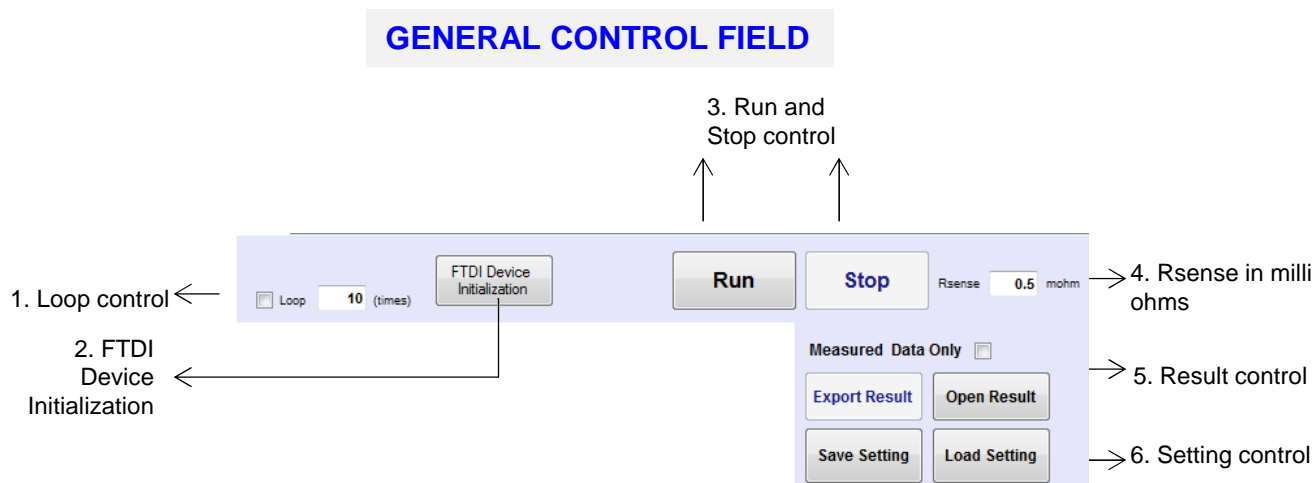 GENERAL CONTROL FIELD
3. Run and
Stop control
1. Loop control
Loop 10 (times)
FTDI Device
Initialization
Run
Stop
Rsense 0.5 mohm
4. Rsense in milli
ohms
2. FTDI
Device
Initialization
Measured Data Only
Export Result
Open Result
5. Result control
Save Setting
Load Setting
6. Setting control